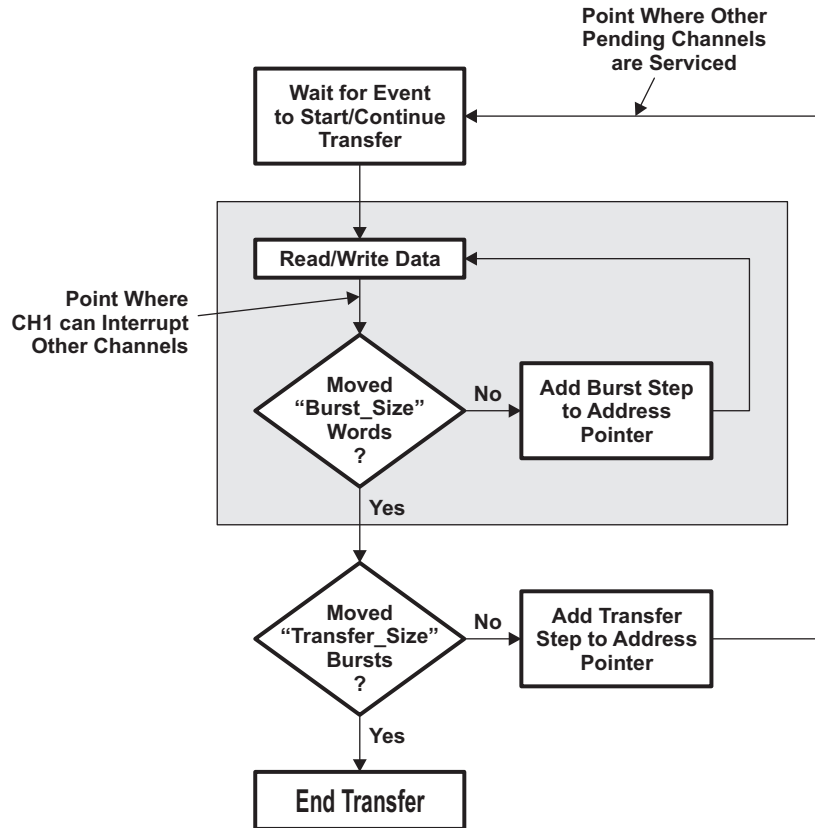 Point Where Other
Pending Channels
are Serviced
Wait for Event
to Start/Continue
Transfer
Read/Write Data
Point Where
CH1 can Interrupt
Other Channels
Moved
“Burst_Size”
Words
?
No
Add Burst Step
to Address
Pointer
Yes
Moved
“Transfer_Size”
Bursts
?
No
Add Transfer
Step to Address
Pointer
Yes
End Transfer